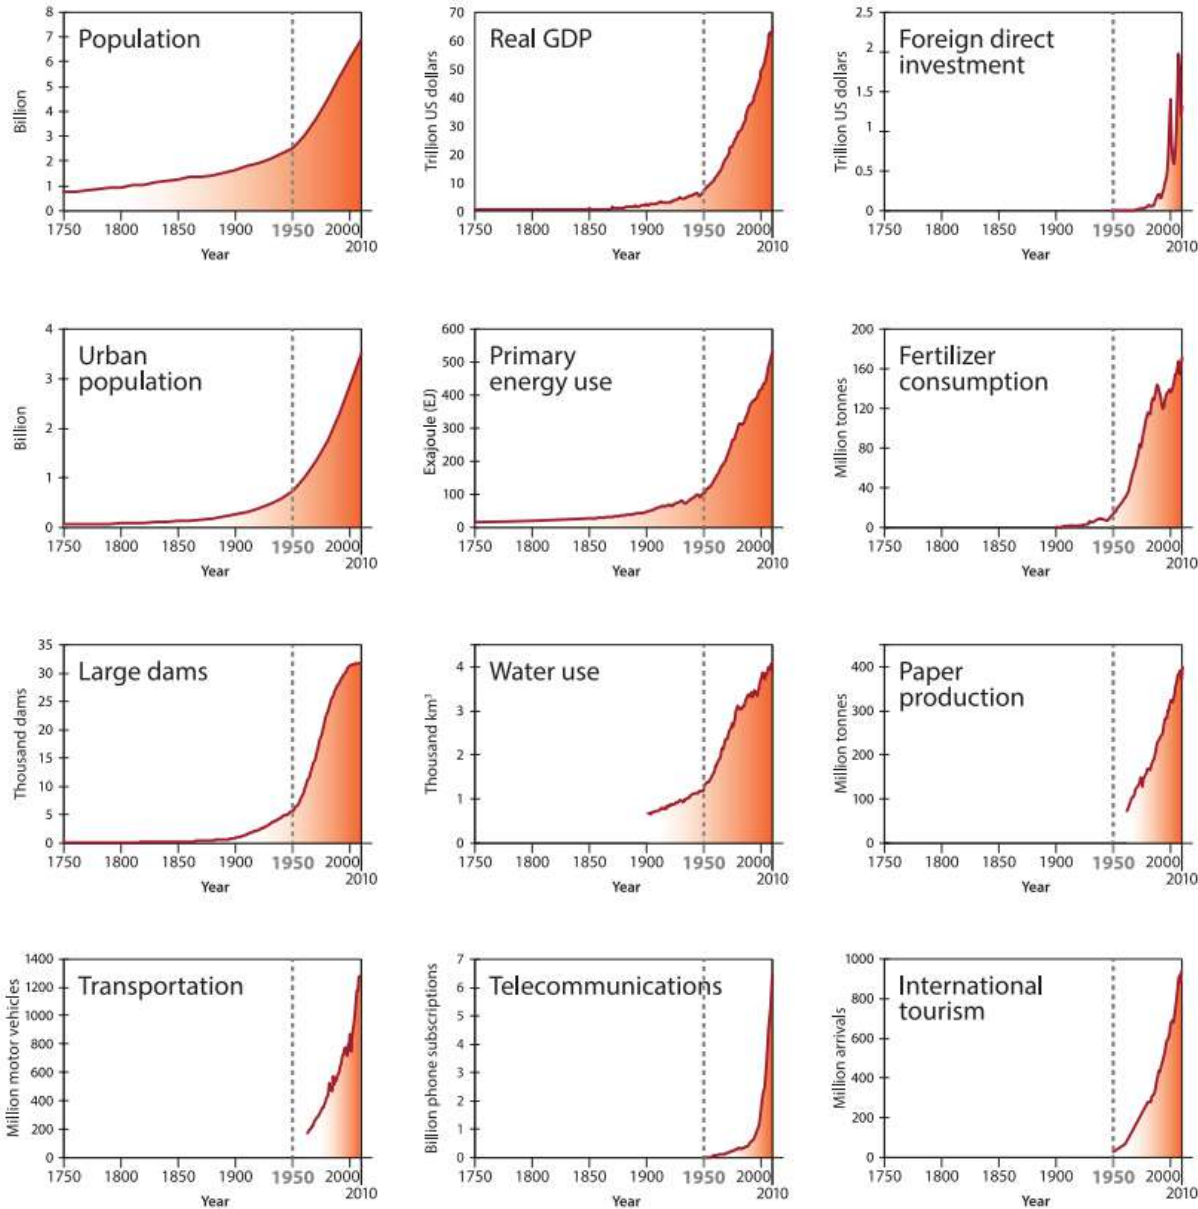 Population
Billion
8
7
6
5
4
3
2
1
0
1750 1800 1850 1900 1950 2000
2010
Year
Real GDP
Trillion US dollars
70
60
50
40
30
20
10
0
1750 1800 1850 1900 1950 2000
2010
Year
Foreign direct
investment
Trillion US dollars
2.5
2
1.5
1
0.5
0
1750 1800 1850 1900 1950 2000
2010
Year
Urban
population
Billion
4
3
2
1
0
1750 1800 1850 1900 1950 2000
2010
Year
Primary
energy use
Exajoule (EJ)
600
500
400
300
200
100
0
1750 1800 1850 1900 1950 2000
2010
Year
Fertilizer
consumption
Million tonnes
200
160
120
80
40
0
1750 1800 1850 1900 1950 2000
2010
Year
Large dams
Thousand dams
35
30
25
20
15
10
5
0
1750 1800 1850 1900 1950 2000
2010
Year
Water use
Thousand km³
4
3
2
1
0
1750 1800 1850 1900 1950 2000
2010
Year
Paper
production
Million tonnes
400
300
200
100
0
1750 1800 1850 1900 1950 2000
2010
Year
Transportation
Million motor vehicles
1400
1200
1000
800
600
400
200
0
1750 1800 1850 1900 1950 2000
2010
Year
Telecommunications
Billion phone subscriptions
7
6
5
4
3
2
1
0
1750 1800 1850 1900 1950 2000
2010
Year
International
tourism
Million arrivals
1000
800
600
400
200
0
1750 1800 1850 1900 1950 2000
2010
Year